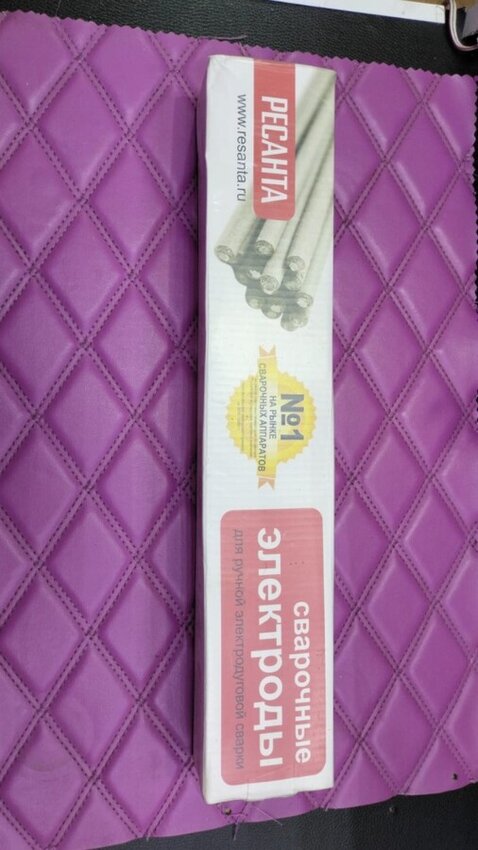 РЕСАНТА
www.resanta.ru
№1
НА РЫНКЕ
СВАРОЧНЫХ АППАРАТОВ
сварочные
электроды
для ручной электродуговой сварки